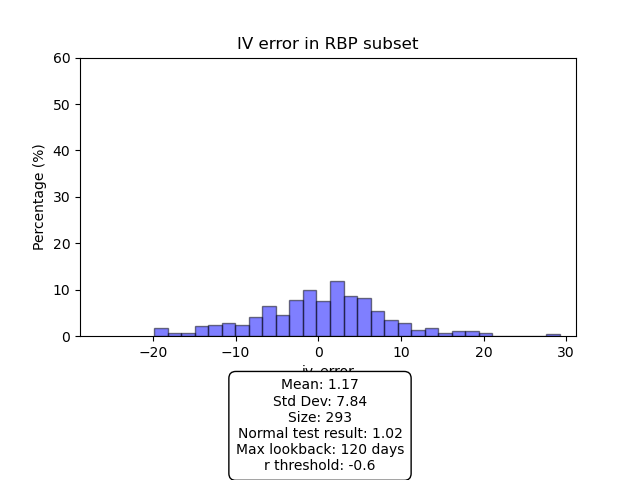 IV error in RBP subset
Percentage (%)
60
50
40
30
20
10
0
−20
−10
0
10
20
30
iv_error
Mean: 1.17
Std Dev: 7.84
Size: 293
Normal test result: 1.02
Max lookback: 120 days
r threshold: -0.6